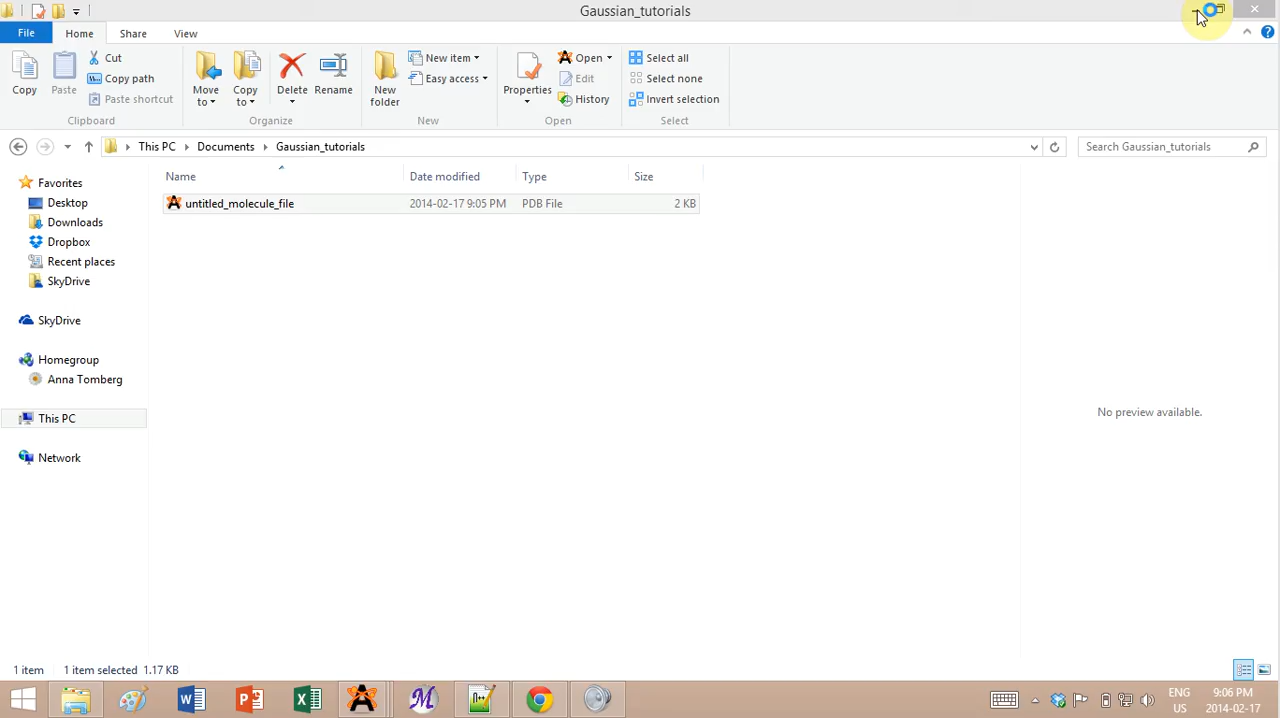 Gaussian_tutorials
File Home Share View
Copy
Paste
Cut
Copy path
Paste shortcut
Clipboard
Move to
Copy to
Delete
Rename
Organize
New folder
New item
Easy access
New
Properties
Open
Edit
History
Open
Select all
Select none
Invert selection
Select
This PC Documents Gaussian_tutorials
Search Gaussian_tutorials
Name Date modified Type Size
untitled_molecule_file 2014-02-17 9:05 PM PDB File 2 KB
Favorites
Desktop
Downloads
Dropbox
Recent places
SkyDrive
SkyDrive
Homegroup
Anna Tomberg
This PC
Network
No preview available.
1 item 1 item selected 1.17 KB
ENG
US
9:06 PM
2014-02-17